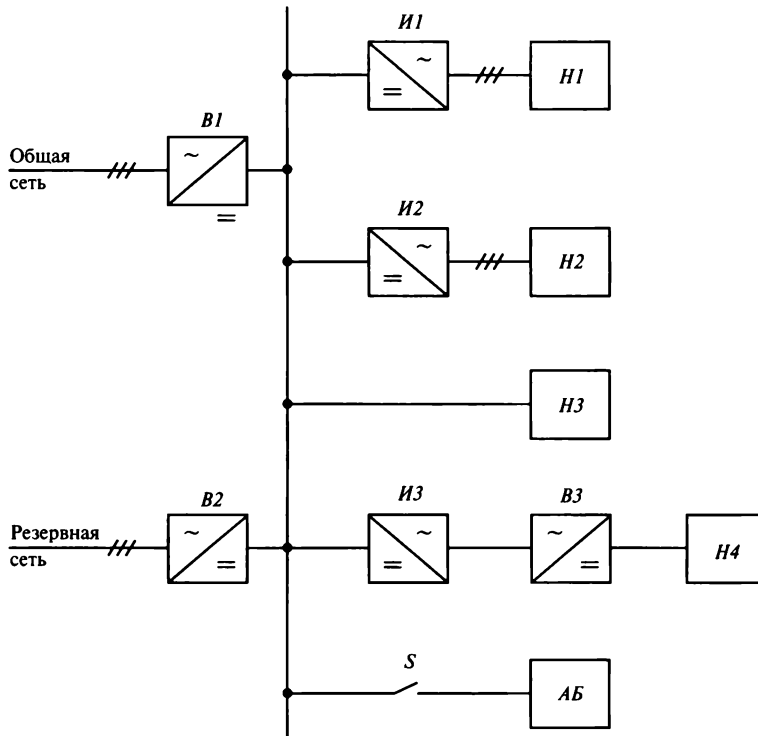 И1
~
=
Н1
В1
Общая
сеть
~
=
И2
~
=
Н2
Н3
В2
И3
В3
Резервная
сеть
~
=
~
=
~
=
Н4
S
АБ